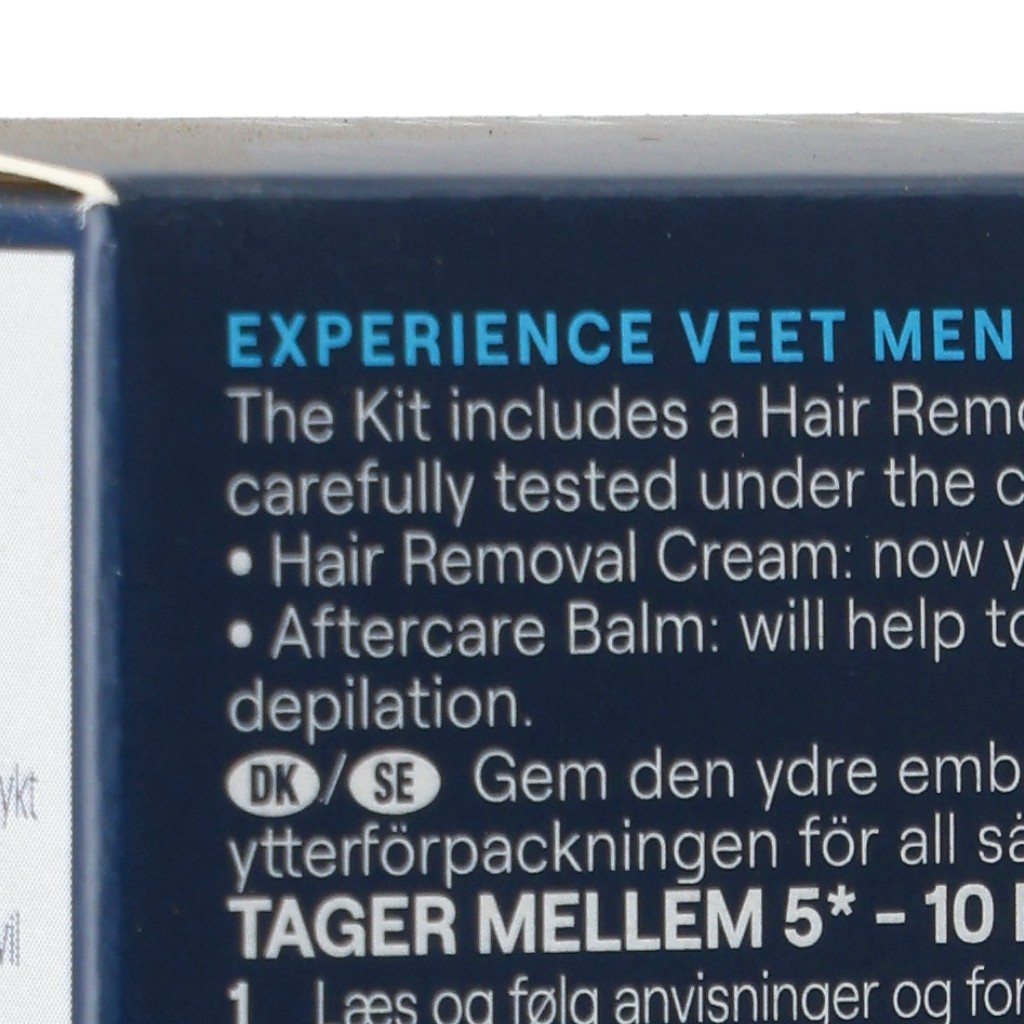 EXPERIENCE VEET MEN
The Kit includes a Hair Remo
carefully tested under the c
• Hair Removal Cream: now y
• Aftercare Balm: will help to
depilation.
DK / SE Gem den ydre emb
ytterförpackningen för all sä
TAGER MELLEM 5* – 10
1 Læs og følg anvisninger og for
ykt
vil